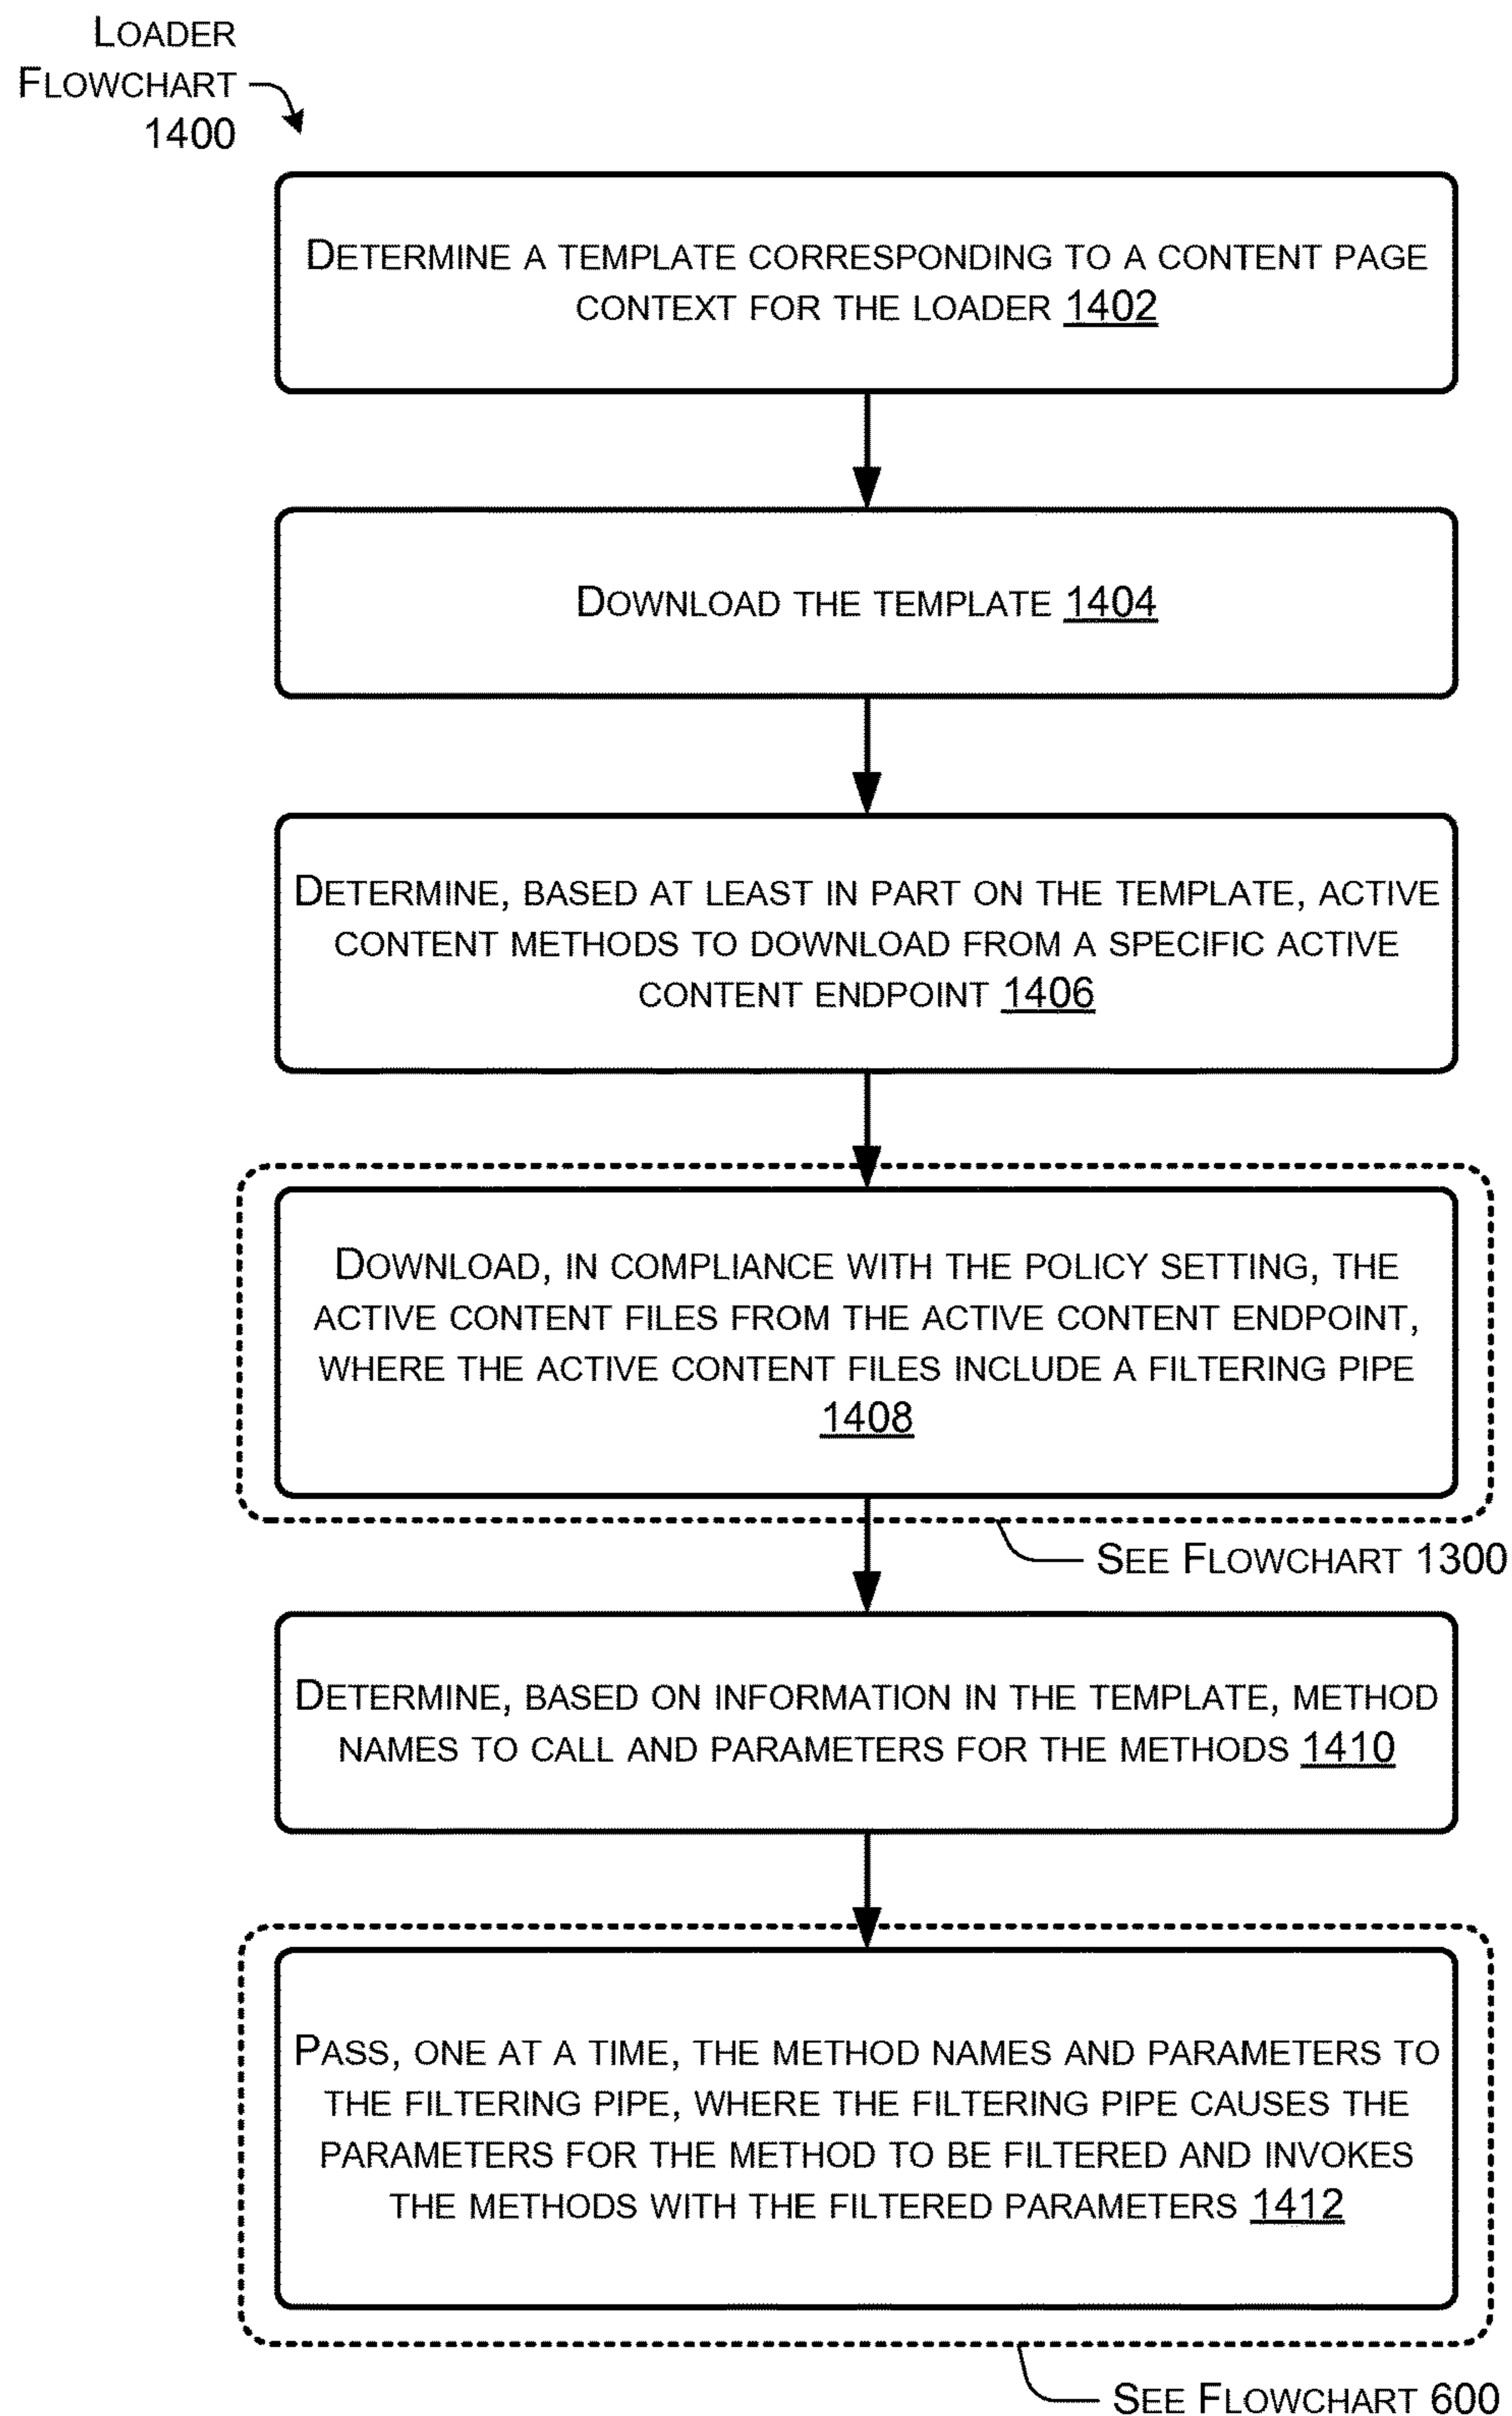 LOADER
FLOWCHART
1400
DETERMINE A TEMPLATE CORRESPONDING TO A CONTENT PAGE
CONTEXT FOR THE LOADER 1402
DOWNLOAD THE TEMPLATE 1404
DETERMINE, BASED AT LEAST IN PART ON THE TEMPLATE, ACTIVE
CONTENT METHODS TO DOWNLOAD FROM A SPECIFIC ACTIVE
CONTENT ENDPOINT 1406
DOWNLOAD, IN COMPLIANCE WITH THE POLICY SETTING, THE
ACTIVE CONTENT FILES FROM THE ACTIVE CONTENT ENDPOINT,
WHERE THE ACTIVE CONTENT FILES INCLUDE A FILTERING PIPE
1408
SEE FLOWCHART 1300
DETERMINE, BASED ON INFORMATION IN THE TEMPLATE, METHOD
NAMES TO CALL AND PARAMETERS FOR THE METHODS 1410
PASS, ONE AT A TIME, THE METHOD NAMES AND PARAMETERS TO
THE FILTERING PIPE, WHERE THE FILTERING PIPE CAUSES THE
PARAMETERS FOR THE METHOD TO BE FILTERED AND INVOKES
THE METHODS WITH THE FILTERED PARAMETERS 1412
SEE FLOWCHART 600